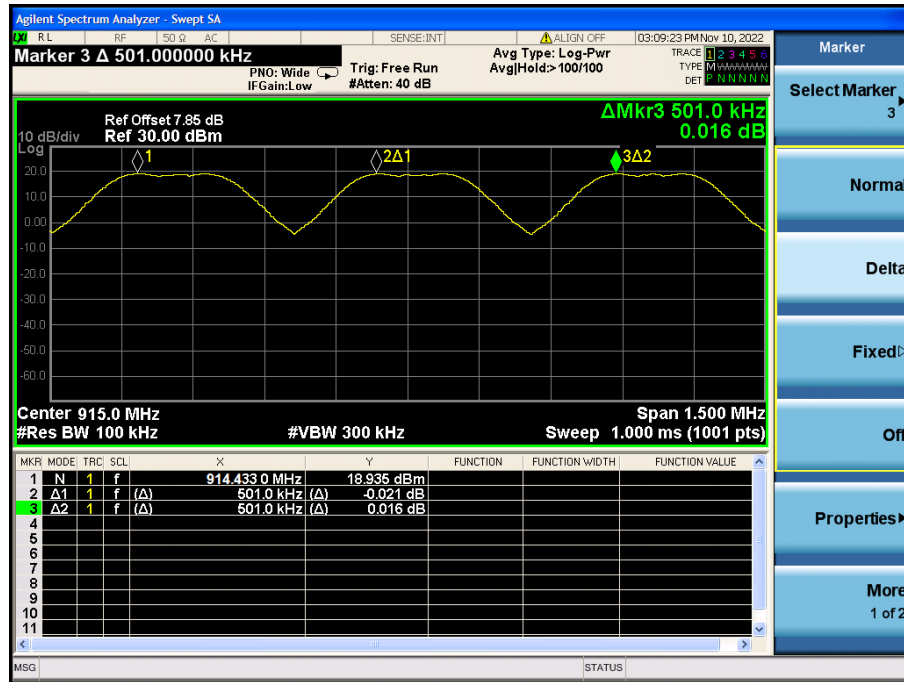 Agilent Spectrum Analyzer - Swept SA
LXI RL RF 50 Ω AC SENSE:INT ALIGN OFF 03:09:23 PM Nov 10, 2022
Marker 3 Δ 501.000000 kHz
PNO: Wide
IFGain:Low
Trig: Free Run
#Atten: 40 dB
Avg Type: Log-Pwr
Avg|Hold:>100/100
TRACE 1 2 3 4 5 6
TYPE M WWWWW
DET P N N N N N
Ref Offset 7.85 dB
Ref 30.00 dBm
10 dB/div
Log
ΔMkr3 501.0 kHz
0.016 dB
1
2Δ1
3Δ2
20.0
10.0
0.00
-10.0
-20.0
-30.0
-40.0
-50.0
-60.0
Center 915.0 MHz Span 1.500 MHz
#Res BW 100 kHz #VBW 300 kHz Sweep 1.000 ms (1001 pts)
MKR MODE TRC SCL X Y FUNCTION FUNCTION WIDTH FUNCTION VALUE
1 N 1 f 914.433 0 MHz 18.935 dBm
2 Δ1 1 f (Δ) 501.0 kHz (Δ) -0.021 dB
3 Δ2 1 f (Δ) 501.0 kHz (Δ) 0.016 dB
4
5
6
7
8
9
10
11
MSG STATUS
Marker
Select Marker
3
Normal
Delta
Fixed
Off
Properties
More
1 of 2